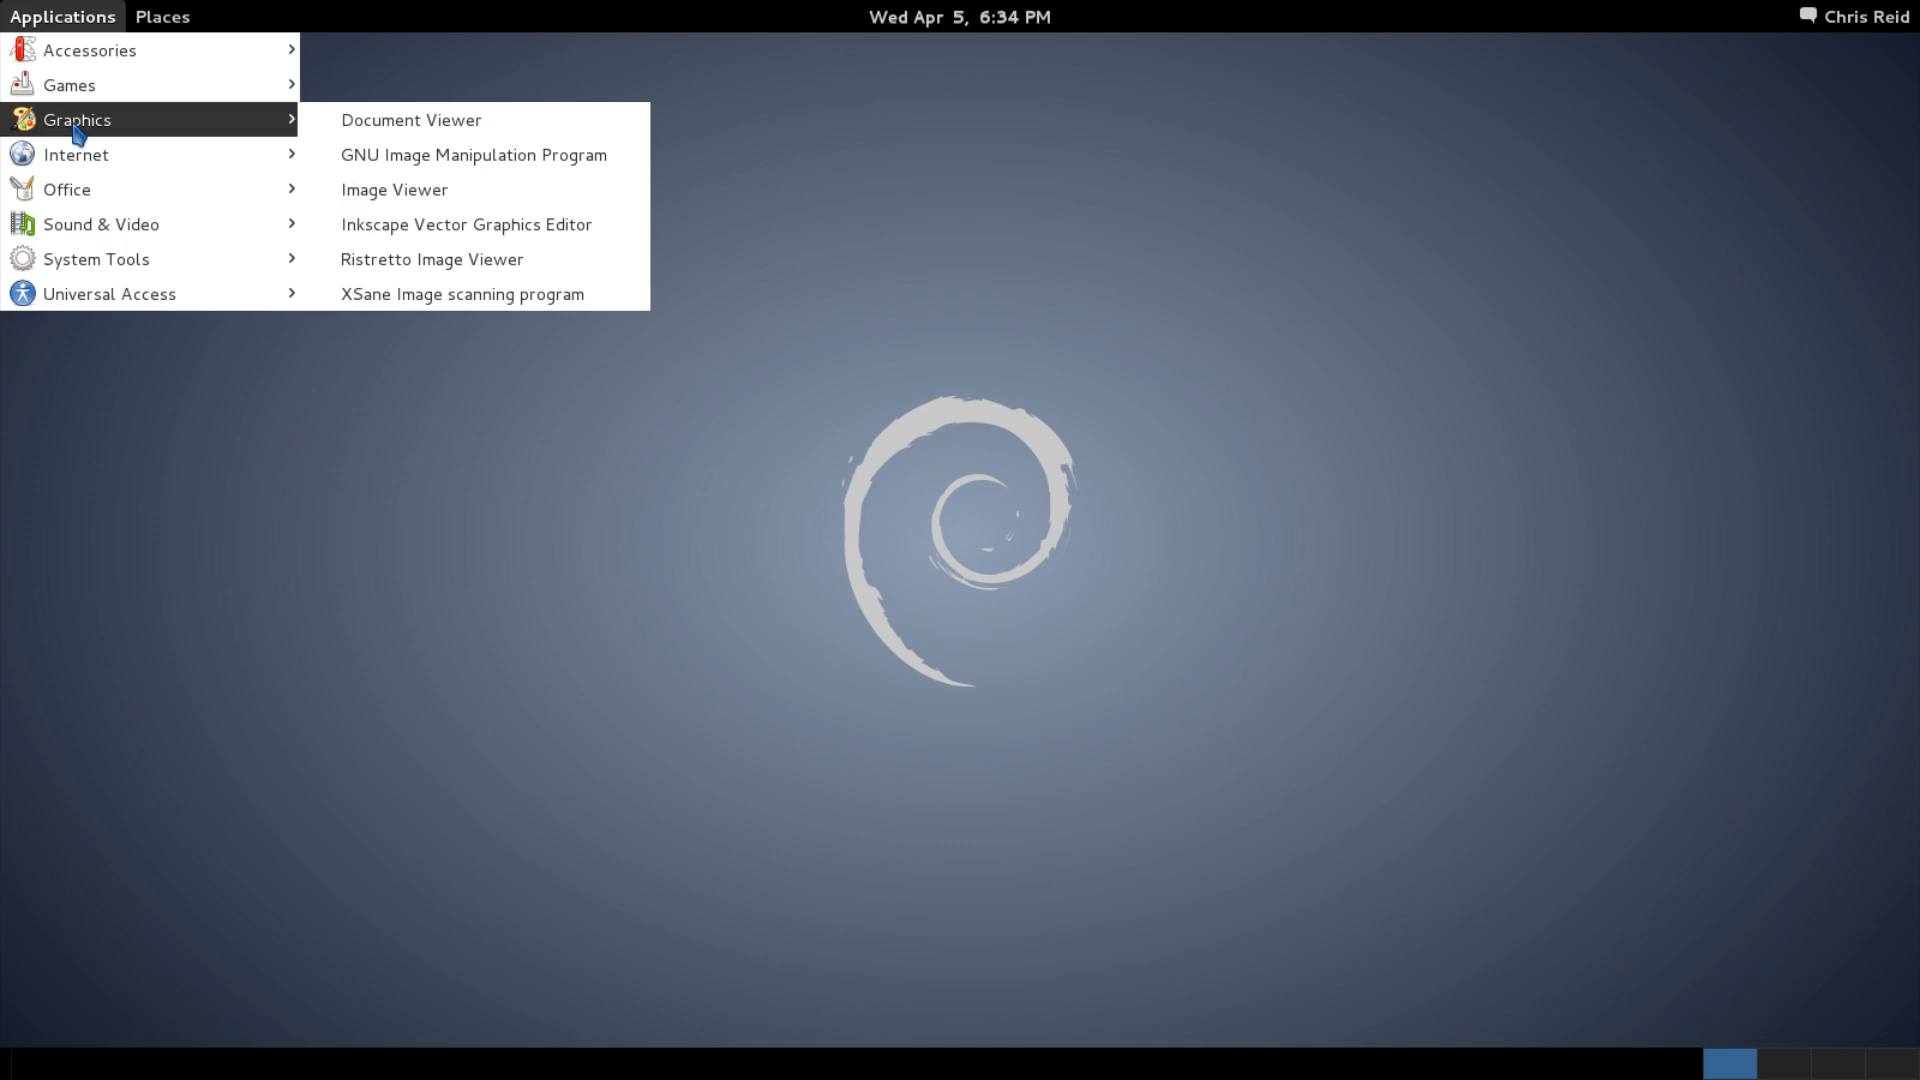 Applications Places Wed Apr 5, 6:34 PM Chris Reid
Accessories
Games
Graphics
Internet
Office
Sound & Video
System Tools
Universal Access
Document Viewer
GNU Image Manipulation Program
Image Viewer
Inkscape Vector Graphics Editor
Ristretto Image Viewer
XSane Image scanning program